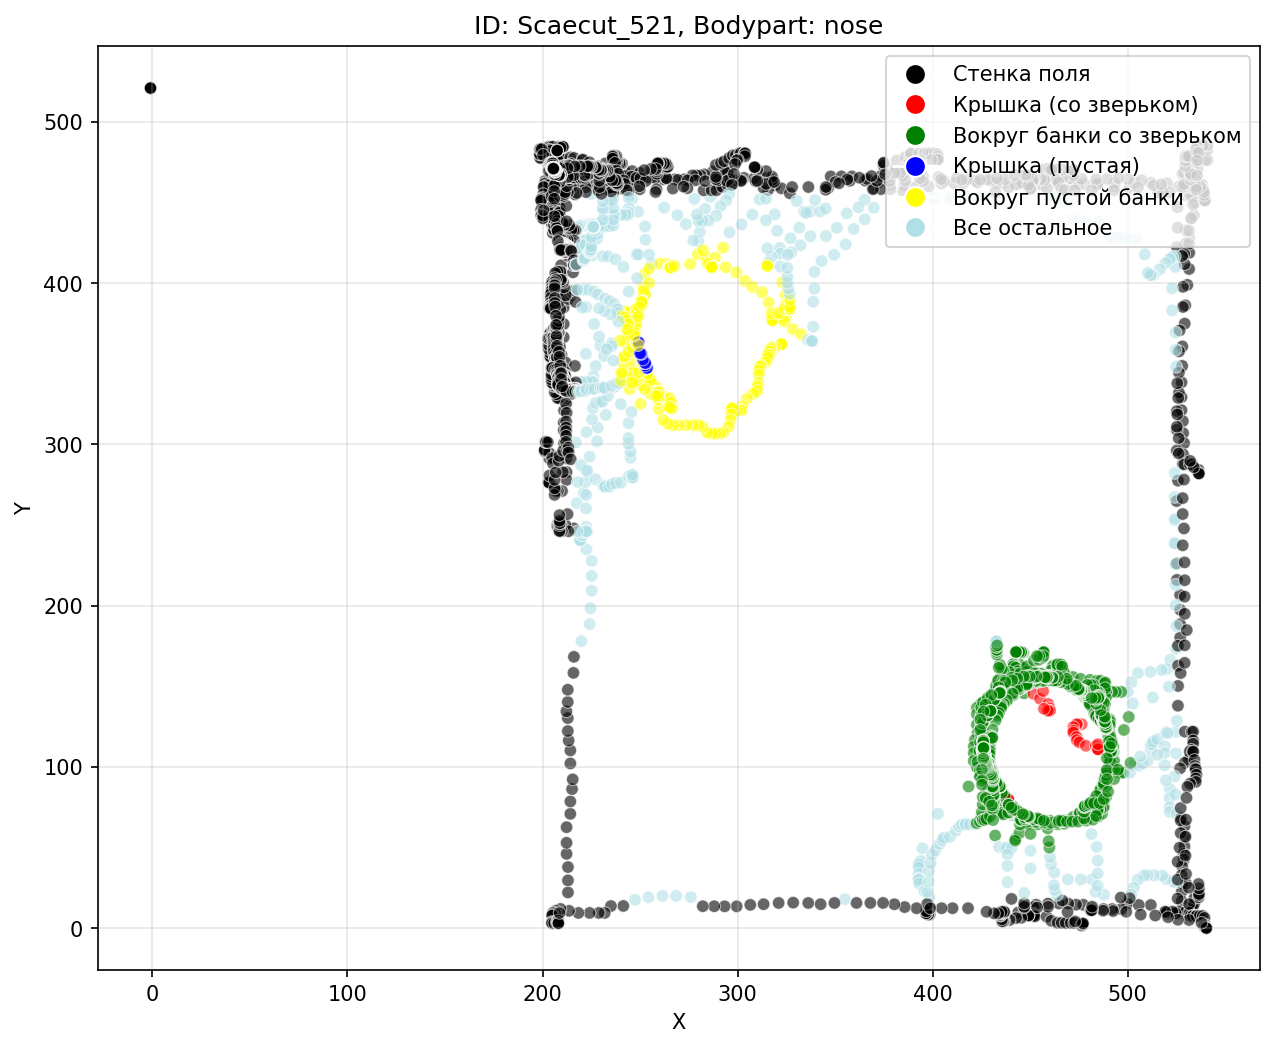 ID: Scaecut_521, Bodypart: nose
Стенка поля
Крышка (со зверьком)
Вокруг банки со зверьком
Крышка (пустая)
Вокруг пустой банки
Все остальное
Y
500
400
300
200
100
0
0
100
200
300
400
500
X